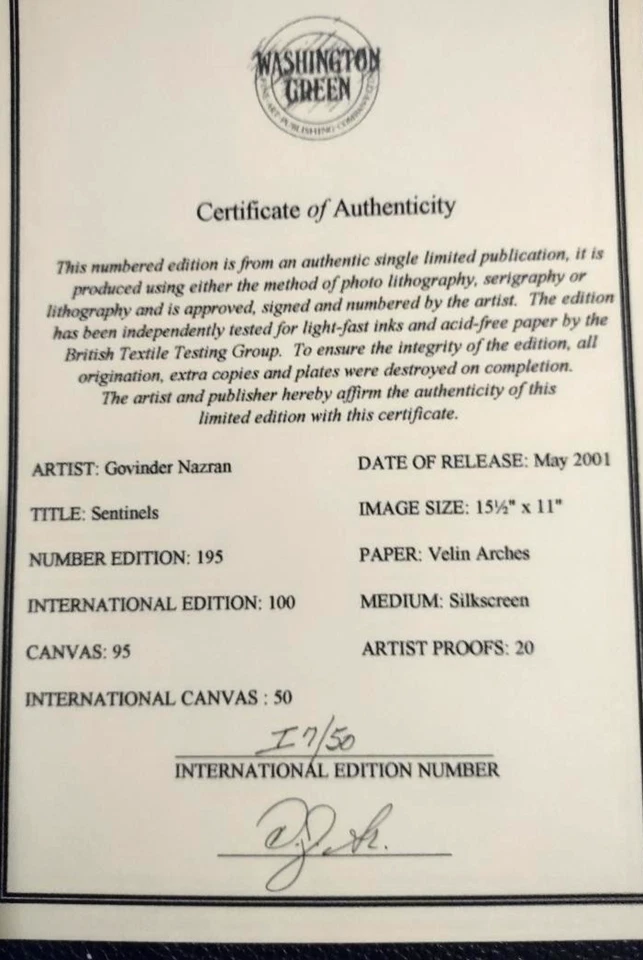 WASHINGTON
GREEN
FINE ART PUBLISHING COMPANY
Certificate of Authenticity
This numbered edition is from an authentic single limited publication, it is
produced using either the method of photo lithography, serigraphy or
lithography and is approved, signed and numbered by the artist. The edition
has been independently tested for light-fast inks and acid-free paper by the
British Textile Testing Group. To ensure the integrity of the edition, all
origination, extra copies and plates were destroyed on completion.
The artist and publisher hereby affirm the authenticity of this
limited edition with this certificate.
ARTIST: Govinder Nazran
DATE OF RELEASE: May 2001
TITLE: Sentinels
IMAGE SIZE: 15½" x 11"
NUMBER EDITION: 195
PAPER: Velin Arches
INTERNATIONAL EDITION: 100
MEDIUM: Silkscreen
CANVAS: 95
ARTIST PROOFS: 20
INTERNATIONAL CANVAS : 50
I 7/50
INTERNATIONAL EDITION NUMBER